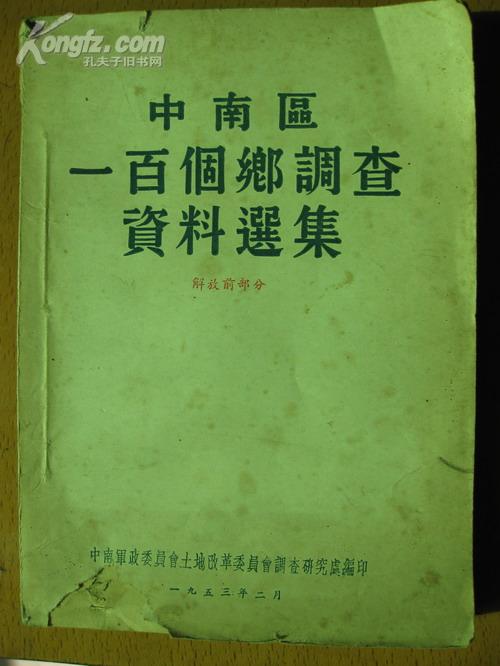 Kongfz.com
孔夫子旧书网
中南區
一百個鄉調查
資料選集
解放前部分
中南軍政委員會土地改革委員會調查研究處編印
一九五三年二月